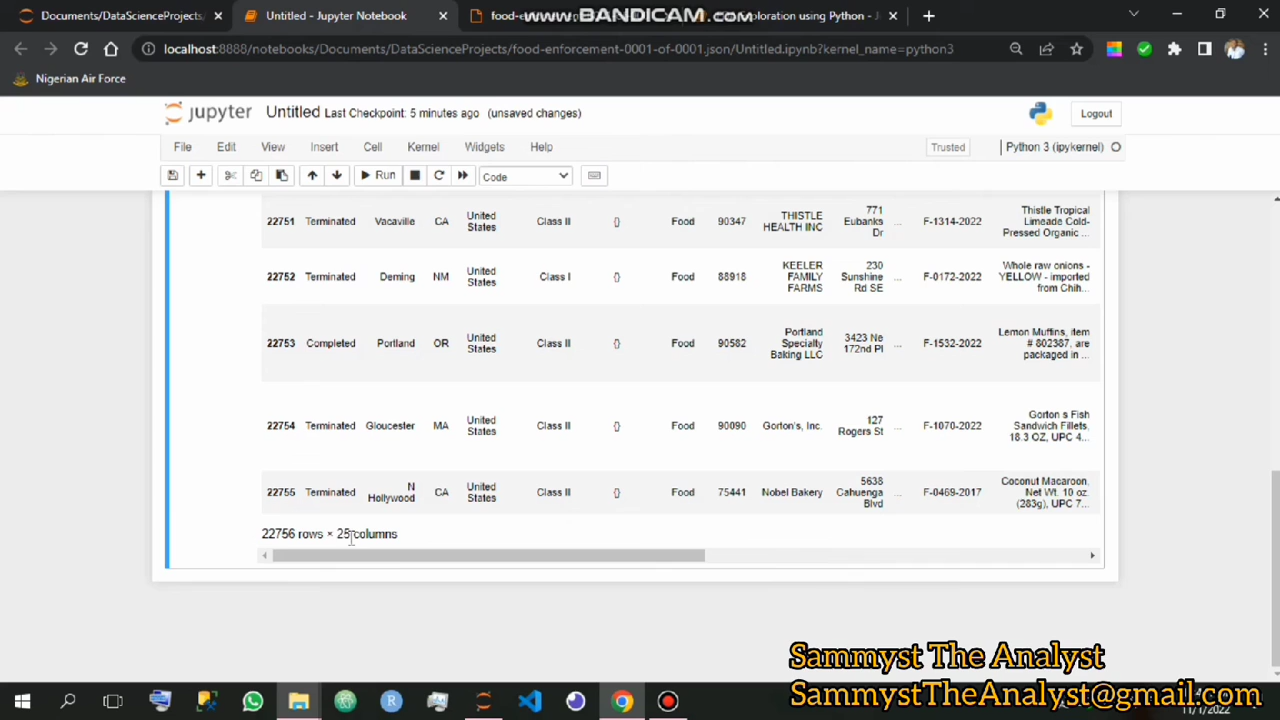 Documents/DataScienceProjects/
Untitled - Jupyter Notebook
food-en
www.BANDICAM.com
ploration using Python -
localhost:8888/notebooks/Documents/DataScienceProjects/food-enforcement-0001-of-0001.json/Untitled.ipynb?kernel_name=python3
Nigerian Air Force
jupyter Untitled Last Checkpoint: 5 minutes ago (unsaved changes) Logout
File Edit View Insert Cell Kernel Widgets Help Trusted Python 3 (ipykernel)
Run Code
22751 Terminated Vacaville CA United States Class II {} Food 90347 THISTLE HEALTH INC 771 Eubanks Dr ... F-1314-2022 Thistle Tropical Limeade Cold-Pressed Organic ...
22752 Terminated Deming NM United States Class I {} Food 88918 KEELER FAMILY FARMS 230 Sunshine Rd SE ... F-0172-2022 Whole raw onions - YELLOW - imported from Chih...
22753 Completed Portland OR United States Class II {} Food 90582 Portland Specialty Baking LLC 3423 Ne 172nd Pl ... F-1532-2022 Lemon Muffins, item # 802387, are packaged in ...
22754 Terminated Gloucester MA United States Class II {} Food 90090 Gorton's, Inc. 127 Rogers St ... F-1070-2022 Gorton s Fish Sandwich Fillets, 18.3 OZ, UPC 4...
22755 Terminated N Hollywood CA United States Class II {} Food 75441 Nobel Bakery 5638 Cahuenga Blvd ... F-0469-2017 Coconut Macaroon, Net Wt. 10 oz. (283g), UPC 7...
22756 rows × 25 columns
Sammyst The Analyst
SammystTheAnalyst@gmail.com
11/1/2022